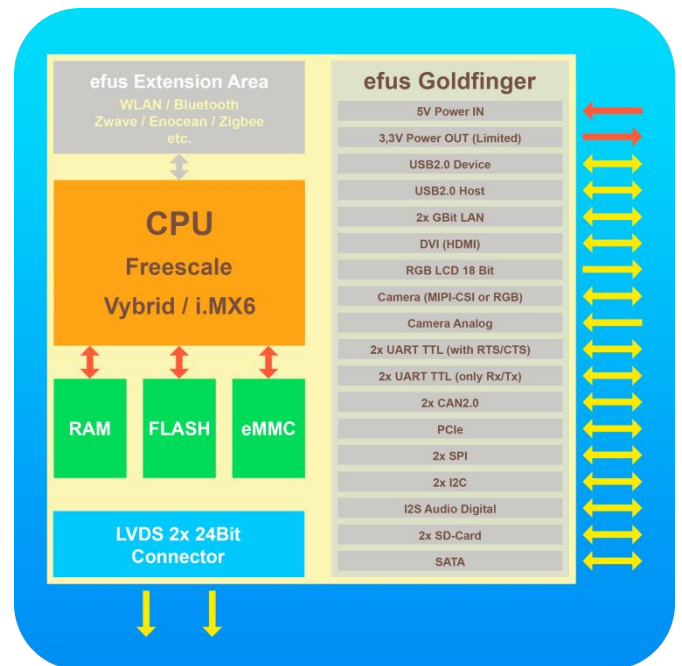 efus Extension Area
WLAN / Bluetooth
Zwave / Enocean / Zigbee
etc.
CPU
Freescale
Vybrid / i.MX6
RAM
FLASH
eMMC
LVDS 2x 24Bit
Connector
efus Goldfinger
5V Power IN
3,3V Power OUT (Limited)
USB2.0 Device
USB2.0 Host
2x GBit LAN
DVI (HDMI)
RGB LCD 18 Bit
Camera (MIPI-CSI or RGB)
Camera Analog
2x UART TTL (with RTS/CTS)
2x UART TTL (only Rx/Tx)
2x CAN2.0
PCIe
2x SPI
2x I2C
I2S Audio Digital
2x SD-Card
SATA